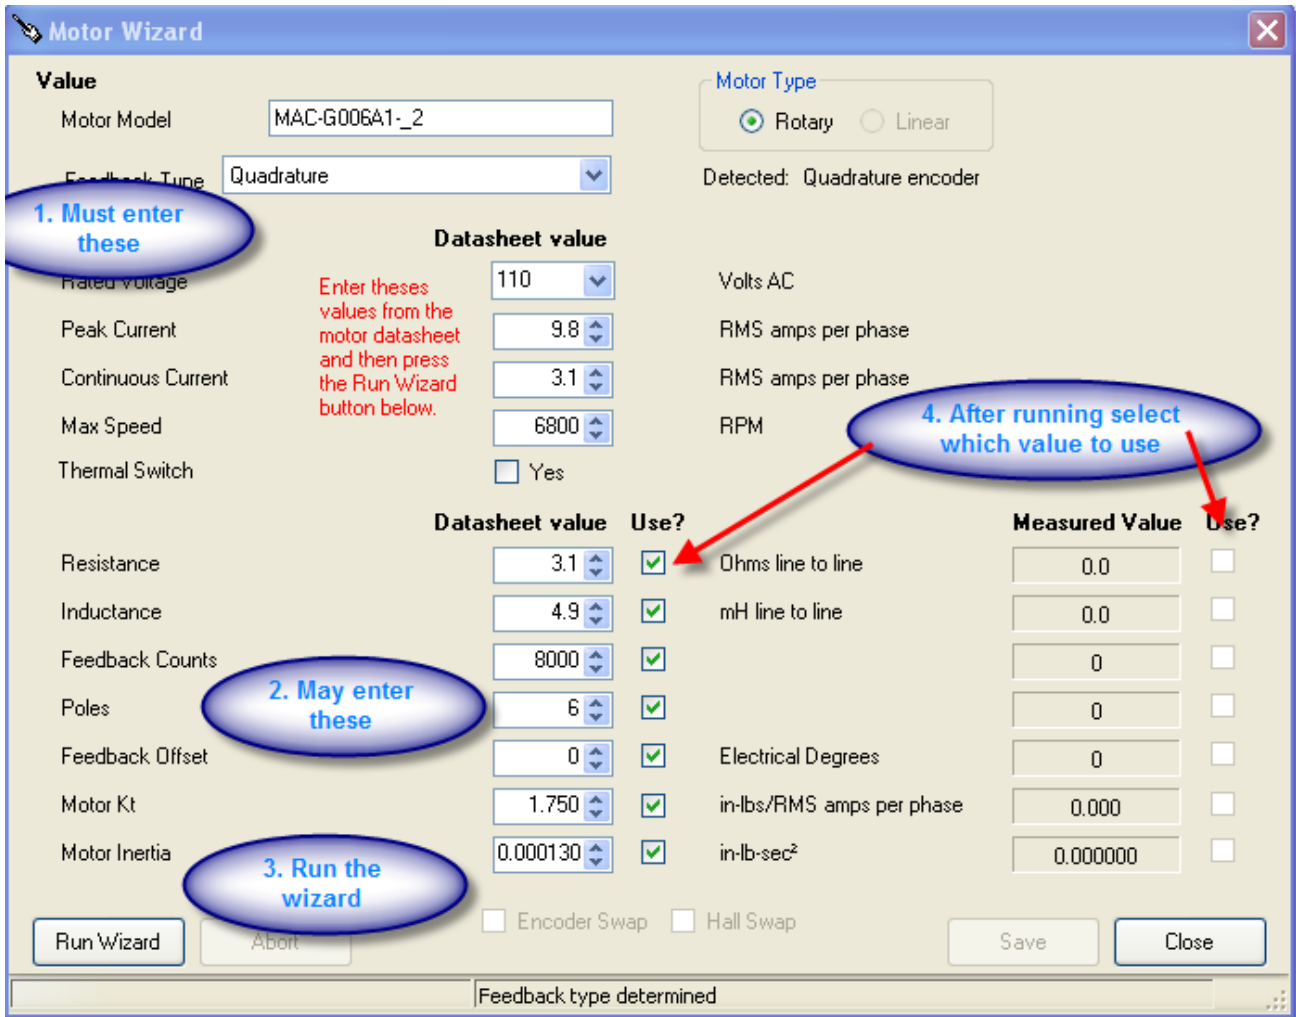 Motor Wizard
Value
Motor Type
Motor Model MAC-G006A1-_2
Rotary Linear
Feedback Type Quadrature
Detected: Quadrature encoder
1. Must enter
these
Datasheet value
Rated Voltage 110 Volts AC
Enter theses
values from the
motor datasheet
and then press
the Run Wizard
button below.
Peak Current 9.8 RMS amps per phase
Continuous Current 3.1 RMS amps per phase
Max Speed 6800 RPM
4. After running select
which value to use
Thermal Switch Yes
Datasheet value Use? Measured Value Use?
Resistance 3.1 Ohms line to line 0.0
Inductance 4.9 mH line to line 0.0
Feedback Counts 8000 0
2. May enter
these
Poles 6 0
Feedback Offset 0 Electrical Degrees 0
Motor Kt 1.750 in-lbs/RMS amps per phase 0.000
Motor Inertia 0.000130 in-lb-sec² 0.000000
3. Run the
wizard
Encoder Swap Hall Swap
Run Wizard Abort Save Close
Feedback type determined